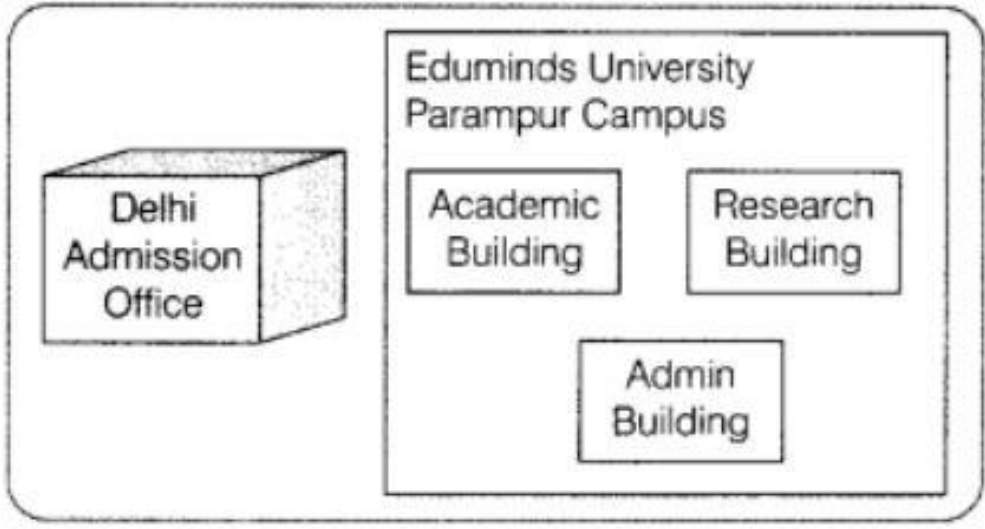 Delhi
Admission
Office
Eduminds University
Parampur Campus
Academic
Building
Research
Building
Admin
Building